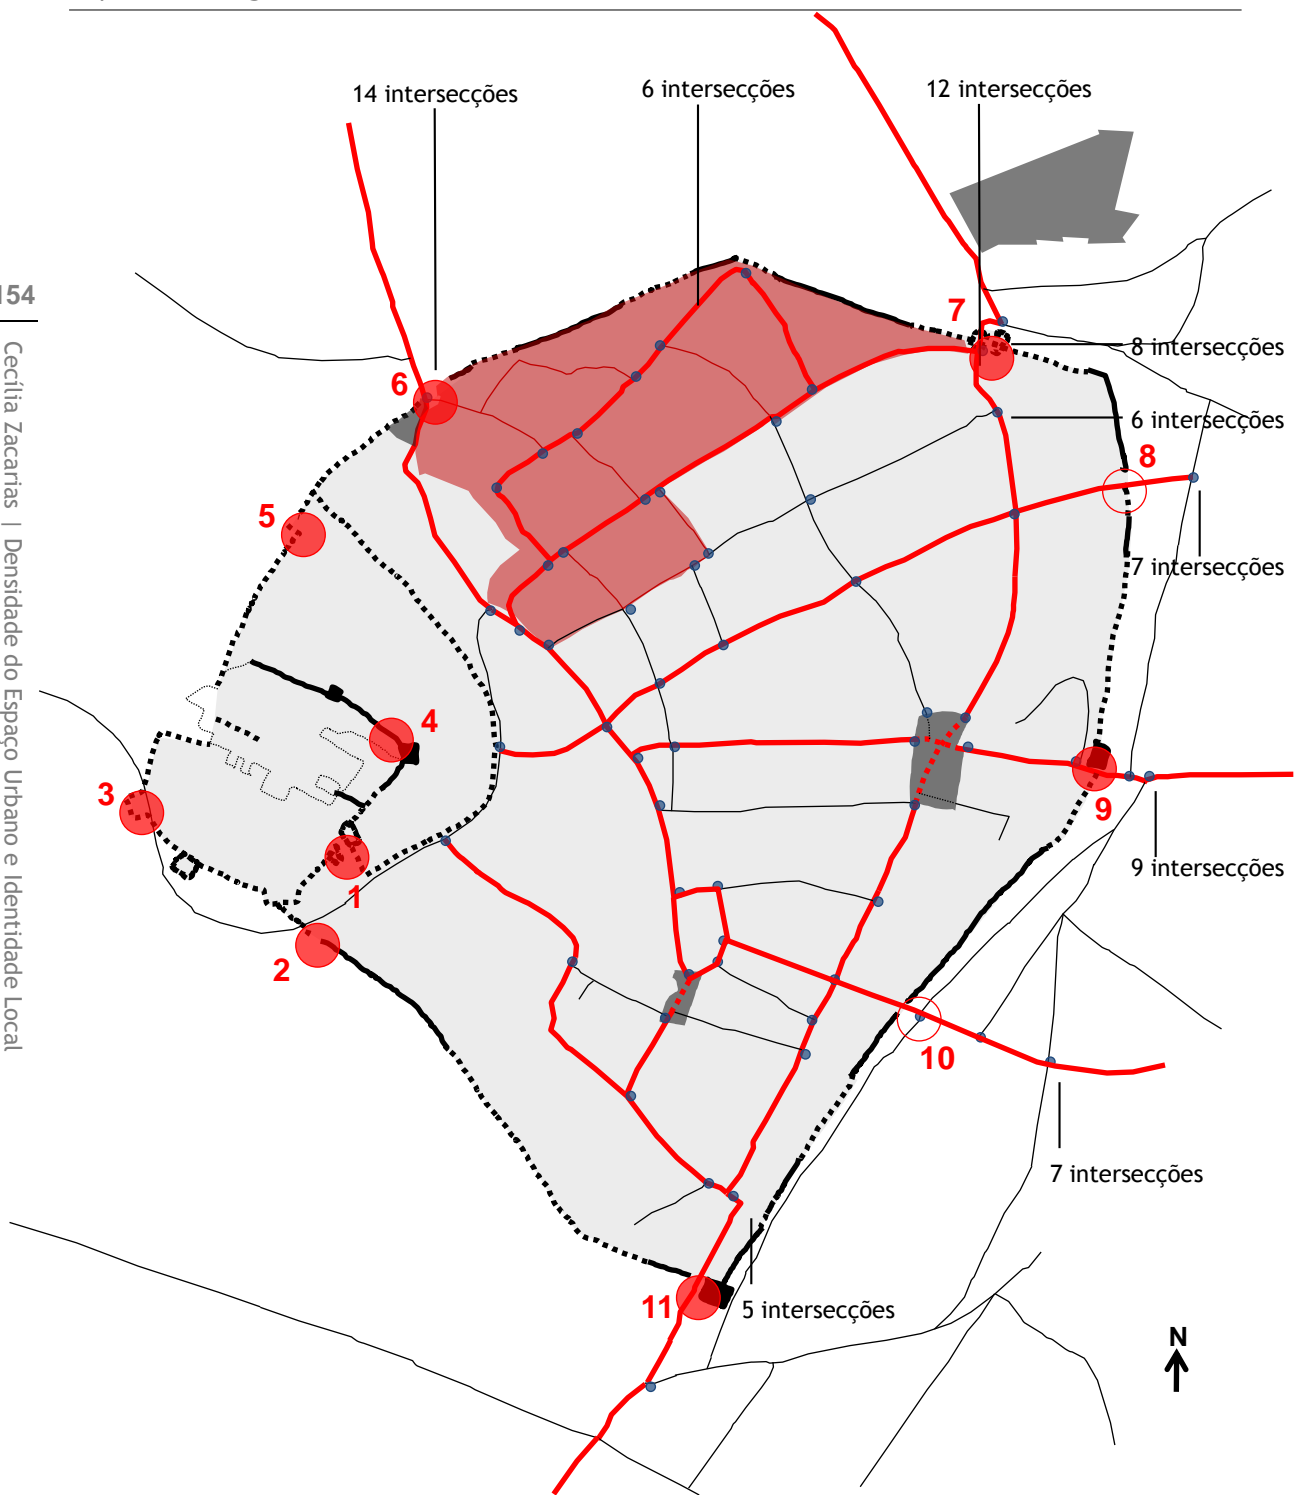 14 intersecções
6 intersecções
12 intersecções
7
8 intersecções
6
6 intersecções
8
5
7 intersecções
4
3
9
9 intersecções
1
2
10
7 intersecções
11
5 intersecções
N
154
Cecília Zacarias | Densidade do Espaço Urbano e Identidade Local